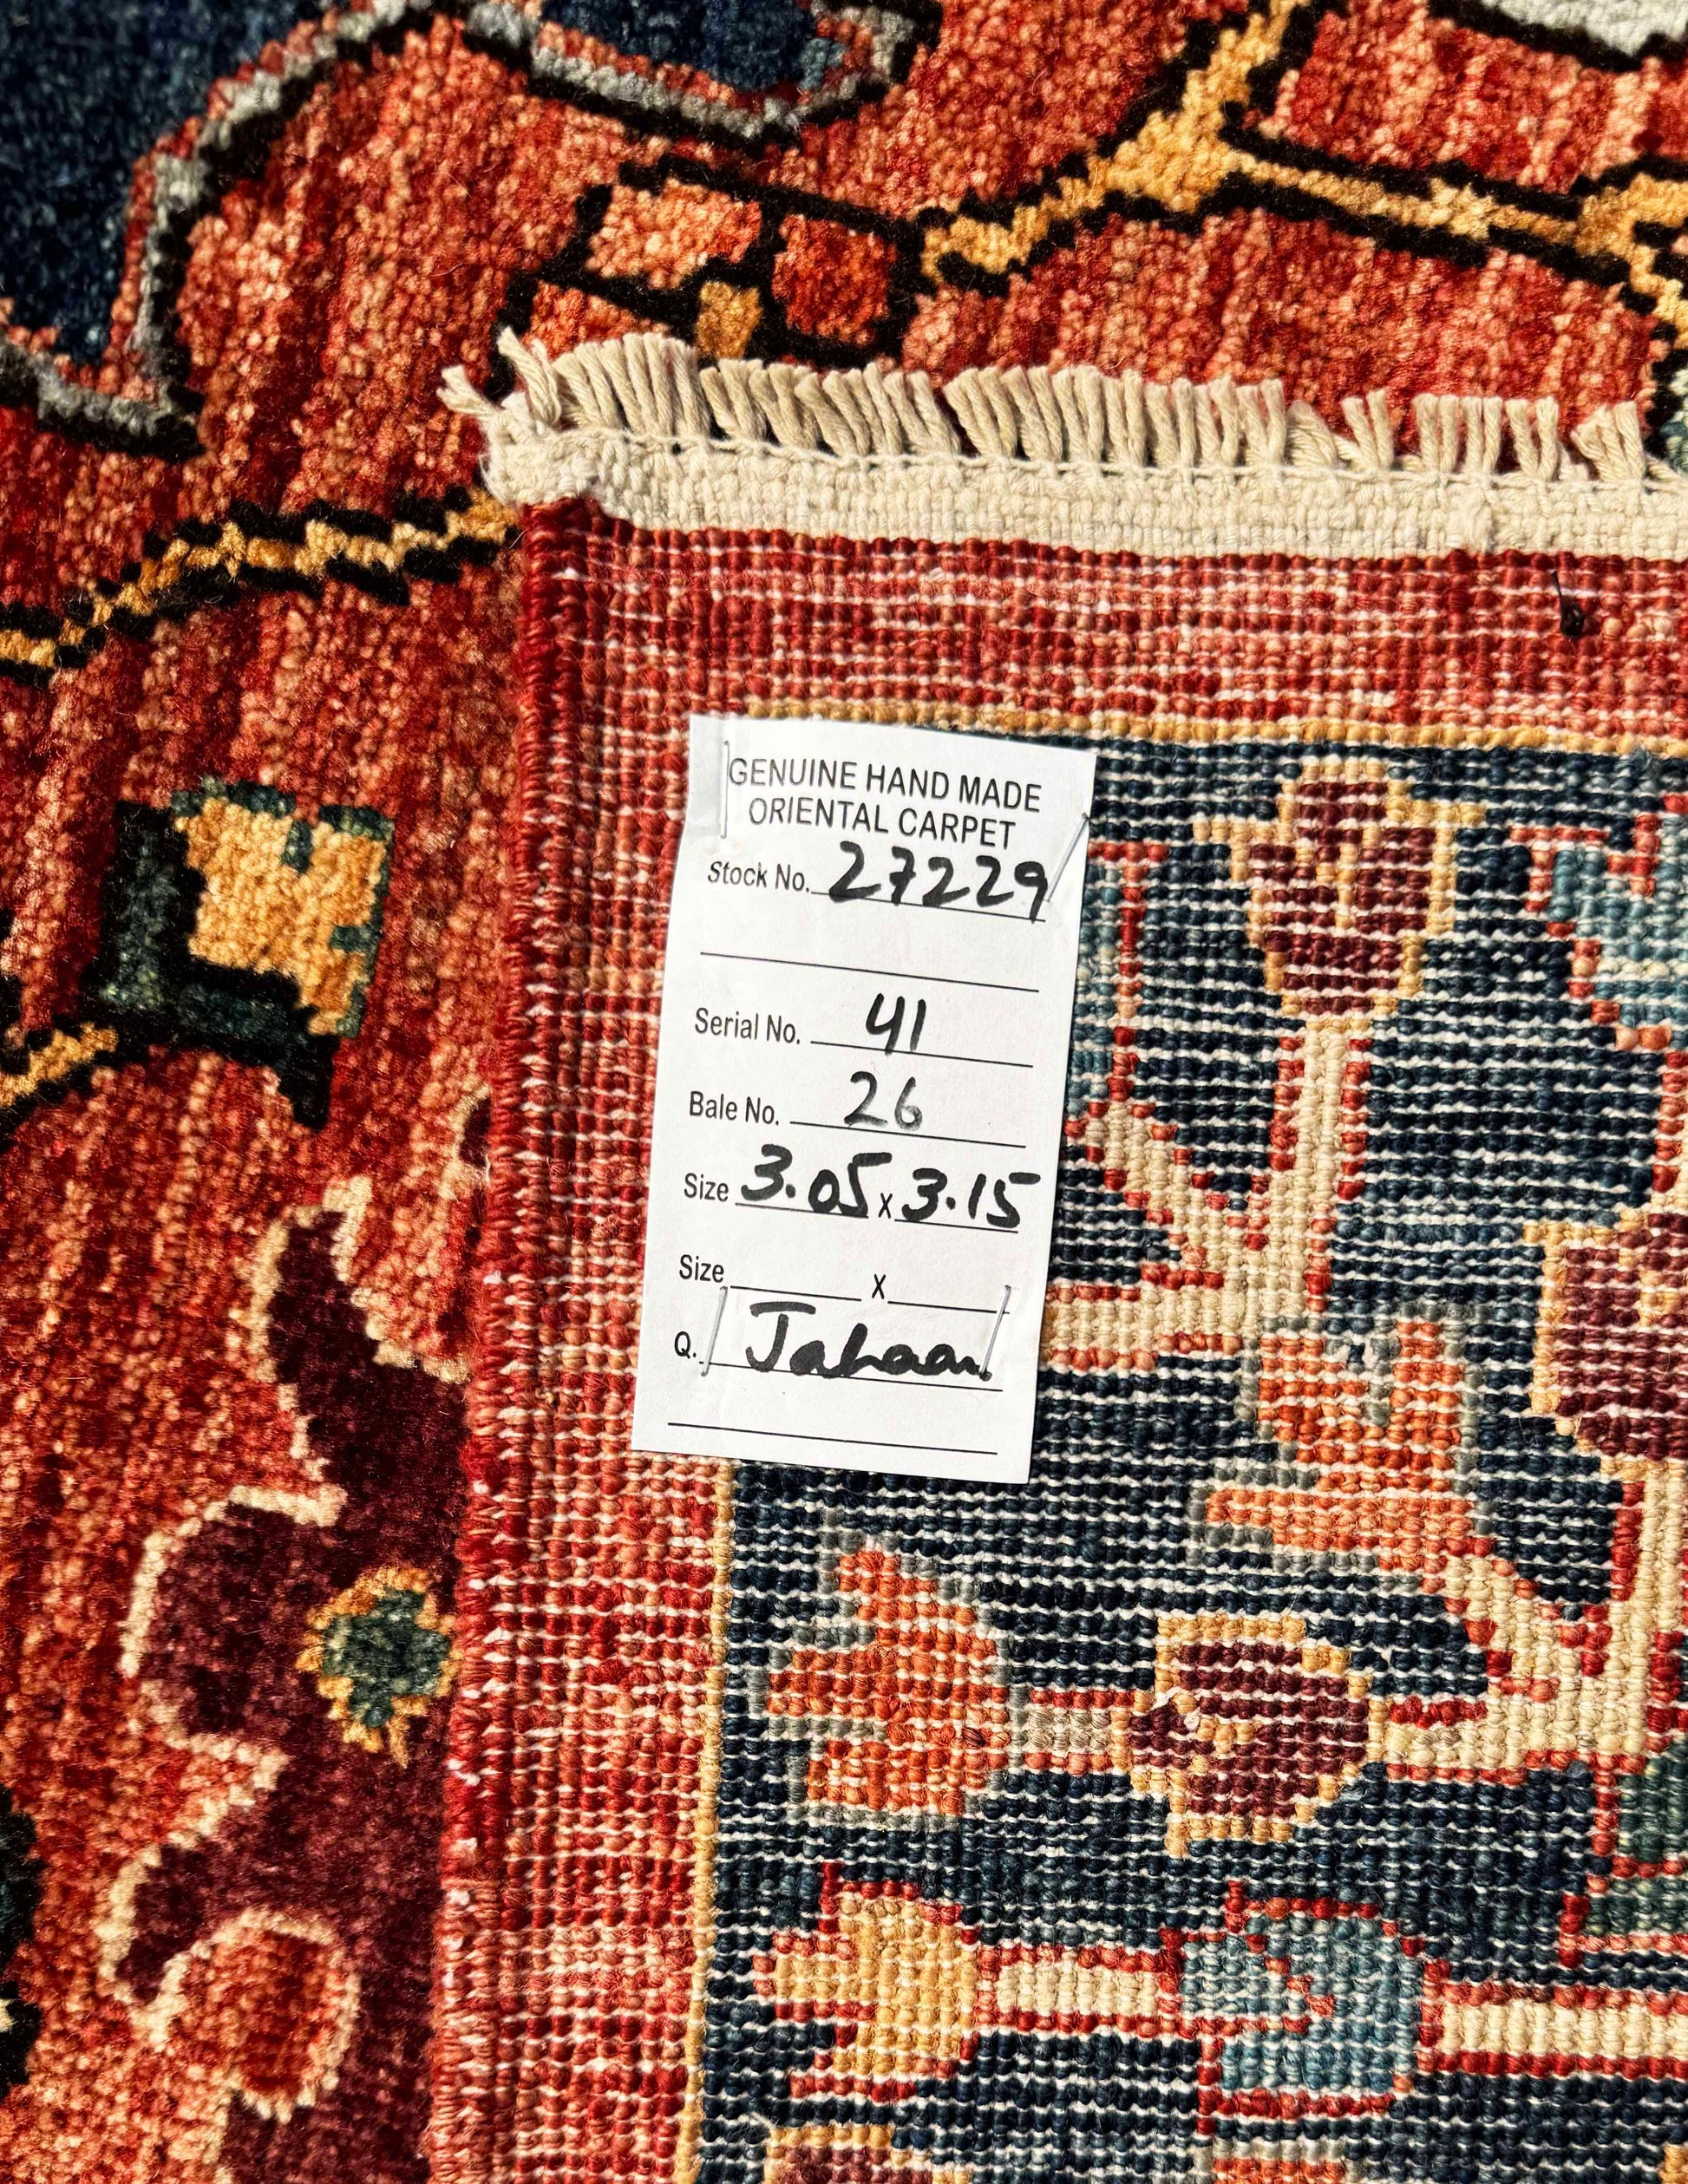 GENUINE HAND MADE
ORIENTAL CARPET
Stock No. 27229
Serial No. 41
Bale No. 26
Size 3.05 x 3.15
Size x
Q. Jahaan